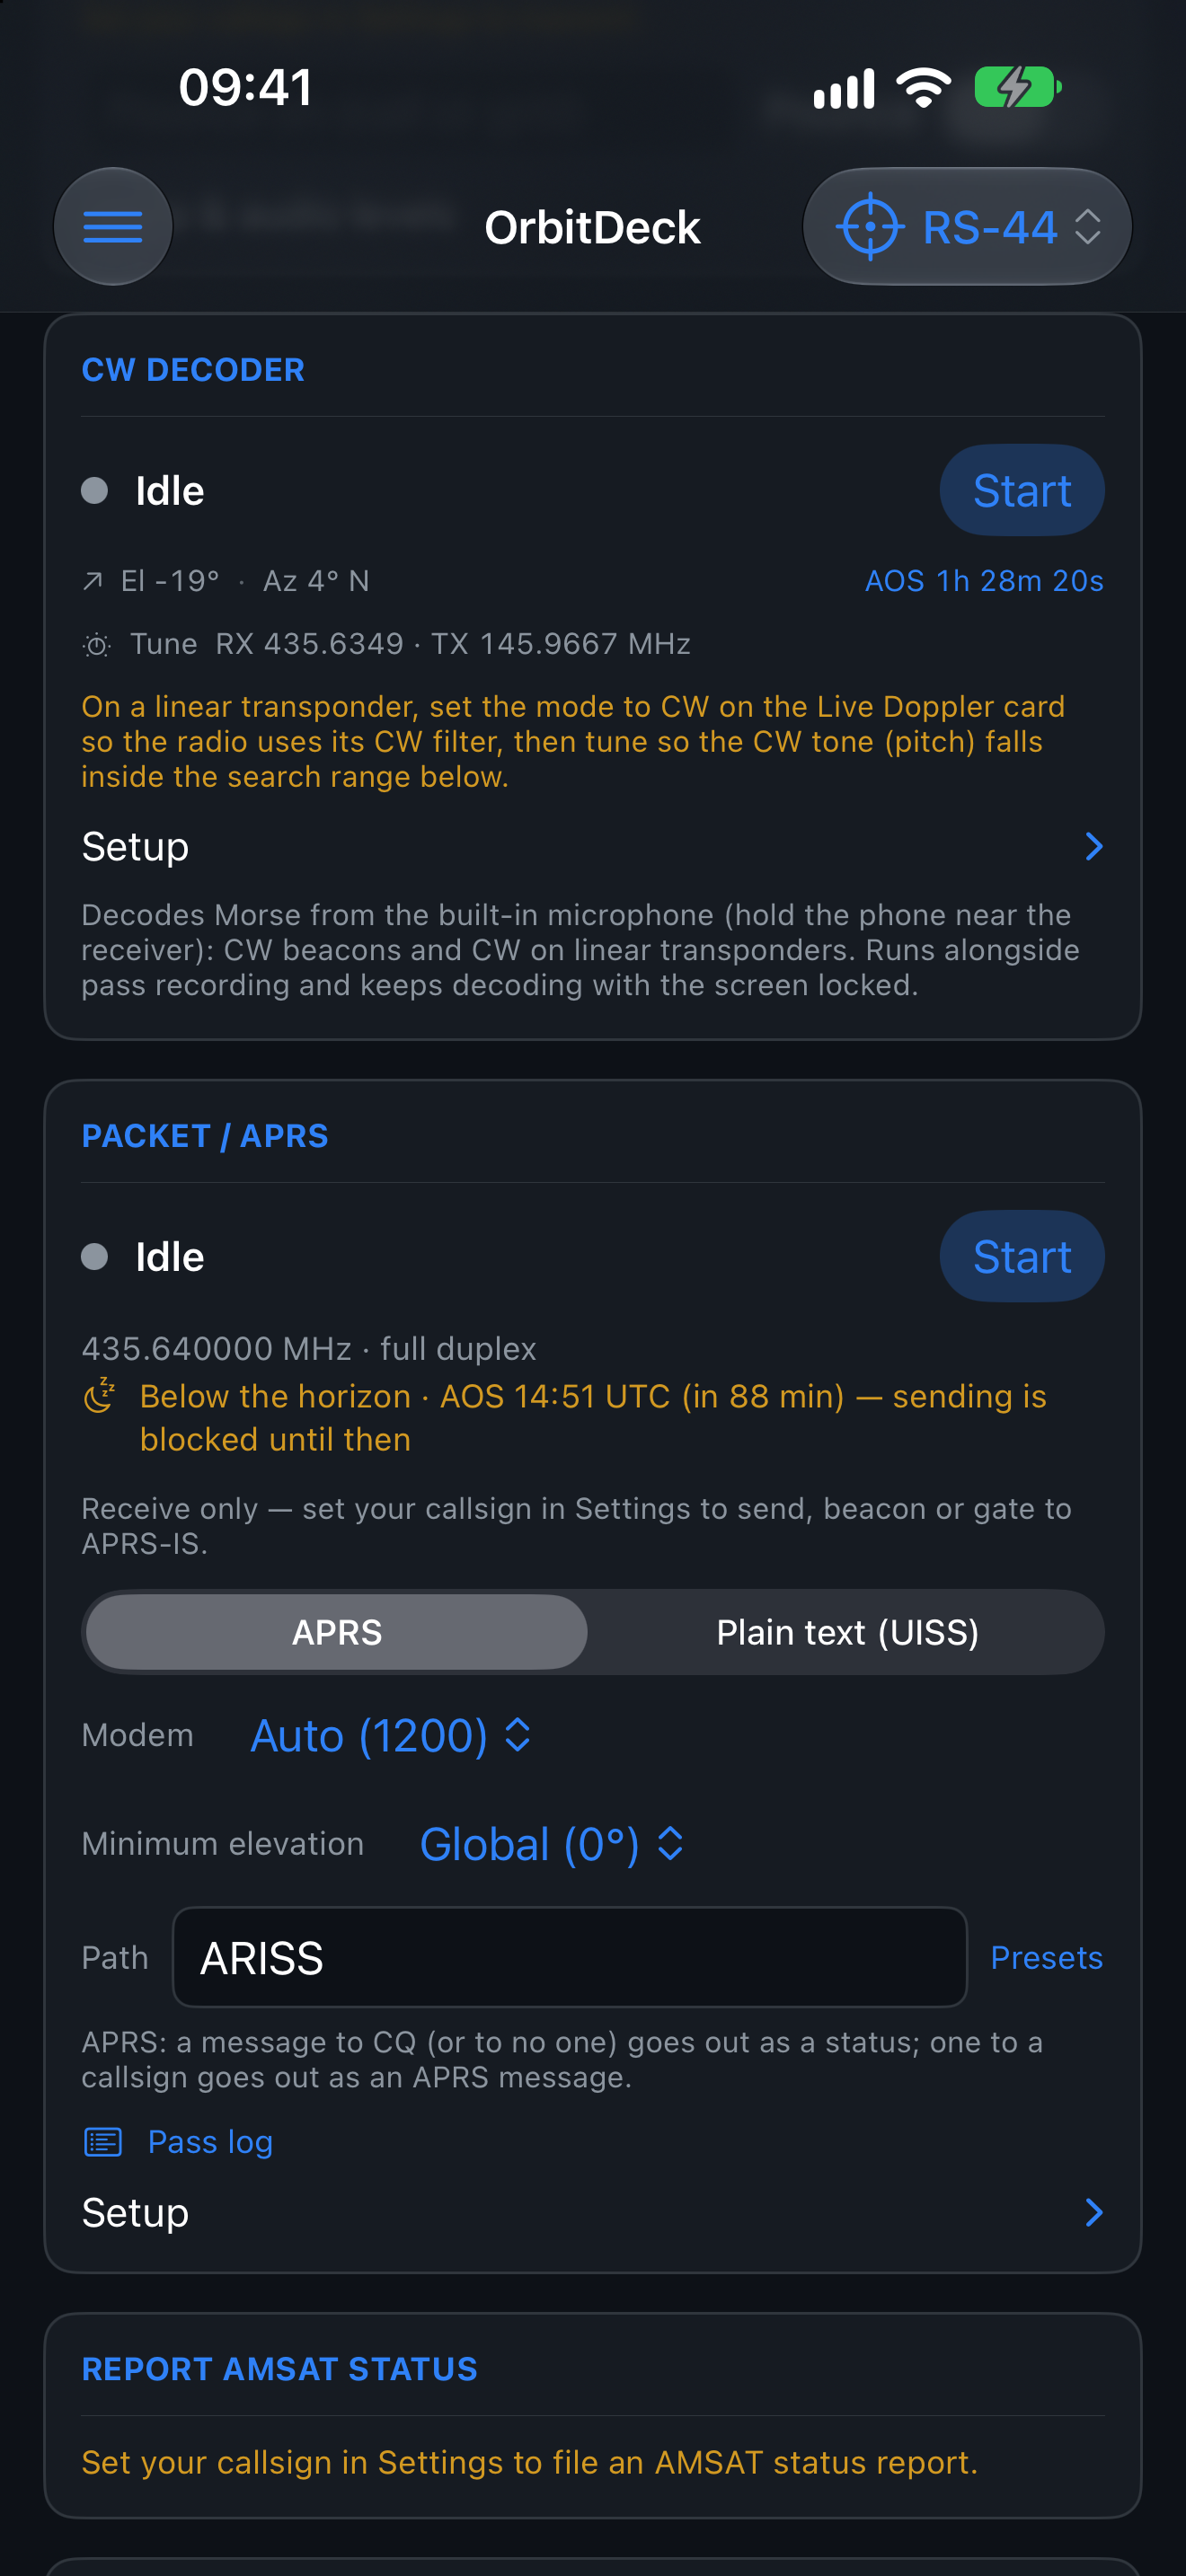 09:41
OrbitDeck
RS-44
CW DECODER
Idle
Start
El -19° · Az 4° N
AOS 1h 28m 20s
Tune RX 435.6349 · TX 145.9667 MHz
On a linear transponder, set the mode to CW on the Live Doppler card
so the radio uses its CW filter, then tune so the CW tone (pitch) falls
inside the search range below.
Setup
Decodes Morse from the built-in microphone (hold the phone near the
receiver): CW beacons and CW on linear transponders. Runs alongside
pass recording and keeps decoding with the screen locked.
PACKET / APRS
Idle
Start
435.640000 MHz · full duplex
Below the horizon · AOS 14:51 UTC (in 88 min) — sending is
blocked until then
Receive only — set your callsign in Settings to send, beacon or gate to
APRS-IS.
APRS
Plain text (UISS)
Modem
Auto (1200)
Minimum elevation
Global (0°)
Path
ARISS
Presets
APRS: a message to CQ (or to no one) goes out as a status; one to a
callsign goes out as an APRS message.
Pass log
Setup
REPORT AMSAT STATUS
Set your callsign in Settings to file an AMSAT status report.